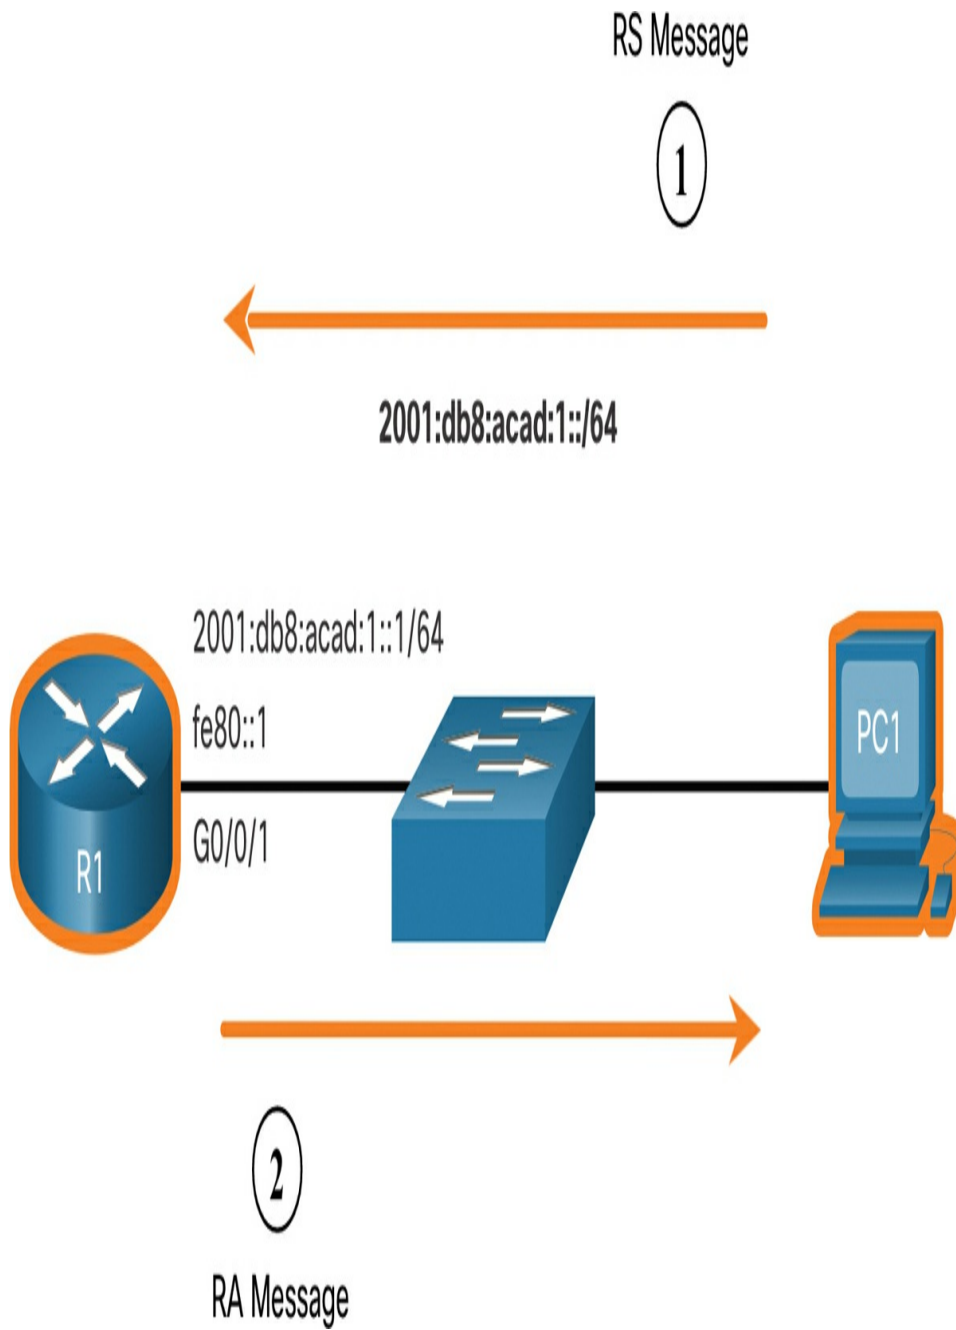 RS Message
1
2001:db8:acad:1::/64
2001:db8:acad:1::1/64
fe80::1
G0/0/1
R1
PC1
2
RA Message